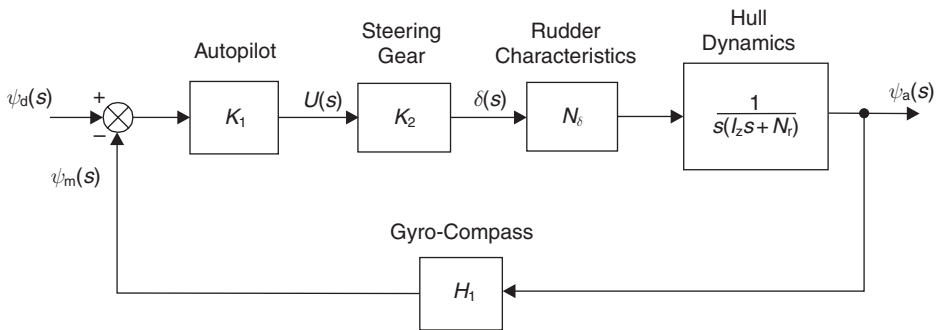 Autopilot
Steering
Gear
Rudder
Characteristics
Hull
Dynamics
ψd(s)
+
−
K1
U(s)
K2
δ(s)
Nδ
1
s(Izs + Nr)
ψa(s)
ψm(s)
Gyro-Compass
H1